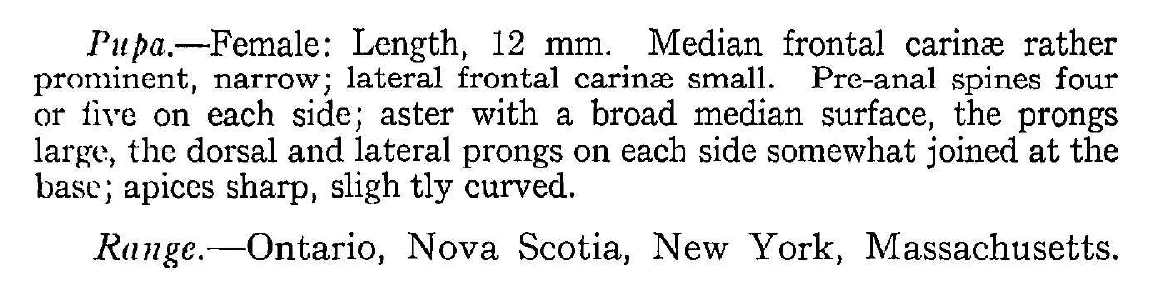 Pupa.—Female: Length, 12 mm. Median frontal carinæ rather
prominent, narrow; lateral frontal carinæ small. Pre-anal spines four
or five on each side; aster with a broad median surface, the prongs
large, the dorsal and lateral prongs on each side somewhat joined at the
base; apices sharp, sligh tly curved.
Range.—Ontario, Nova Scotia, New York, Massachusetts.